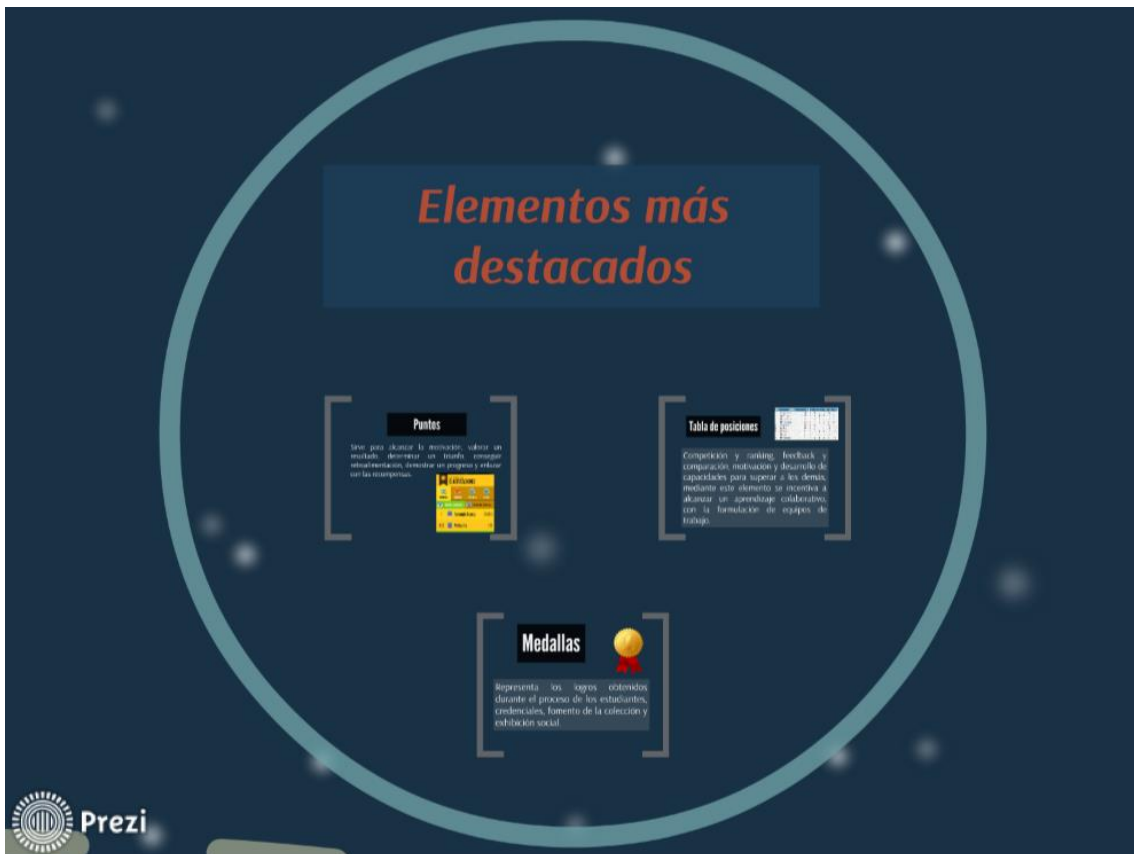 Elementos más
destacados
Puntos
Sirve para alcanzar la motivación, valorar un
resultado, determinar un triunfo, conseguir
retroalimentación, demostrar un progreso y enlazar
con las recompensas.
Tabla de posiciones
Competición y ranking, feedback y
comparación, motivación y desarrollo de
capacidades para superar a los demás,
mediante este elemento se incentiva a
alcanzar un aprendizaje colaborativo,
con la formulación de equipos de
trabajo.
Medallas
Representa los logros obtenidos
durante el proceso de los estudiantes,
credenciales, fomento de la colección y
exhibición social.
Prezi